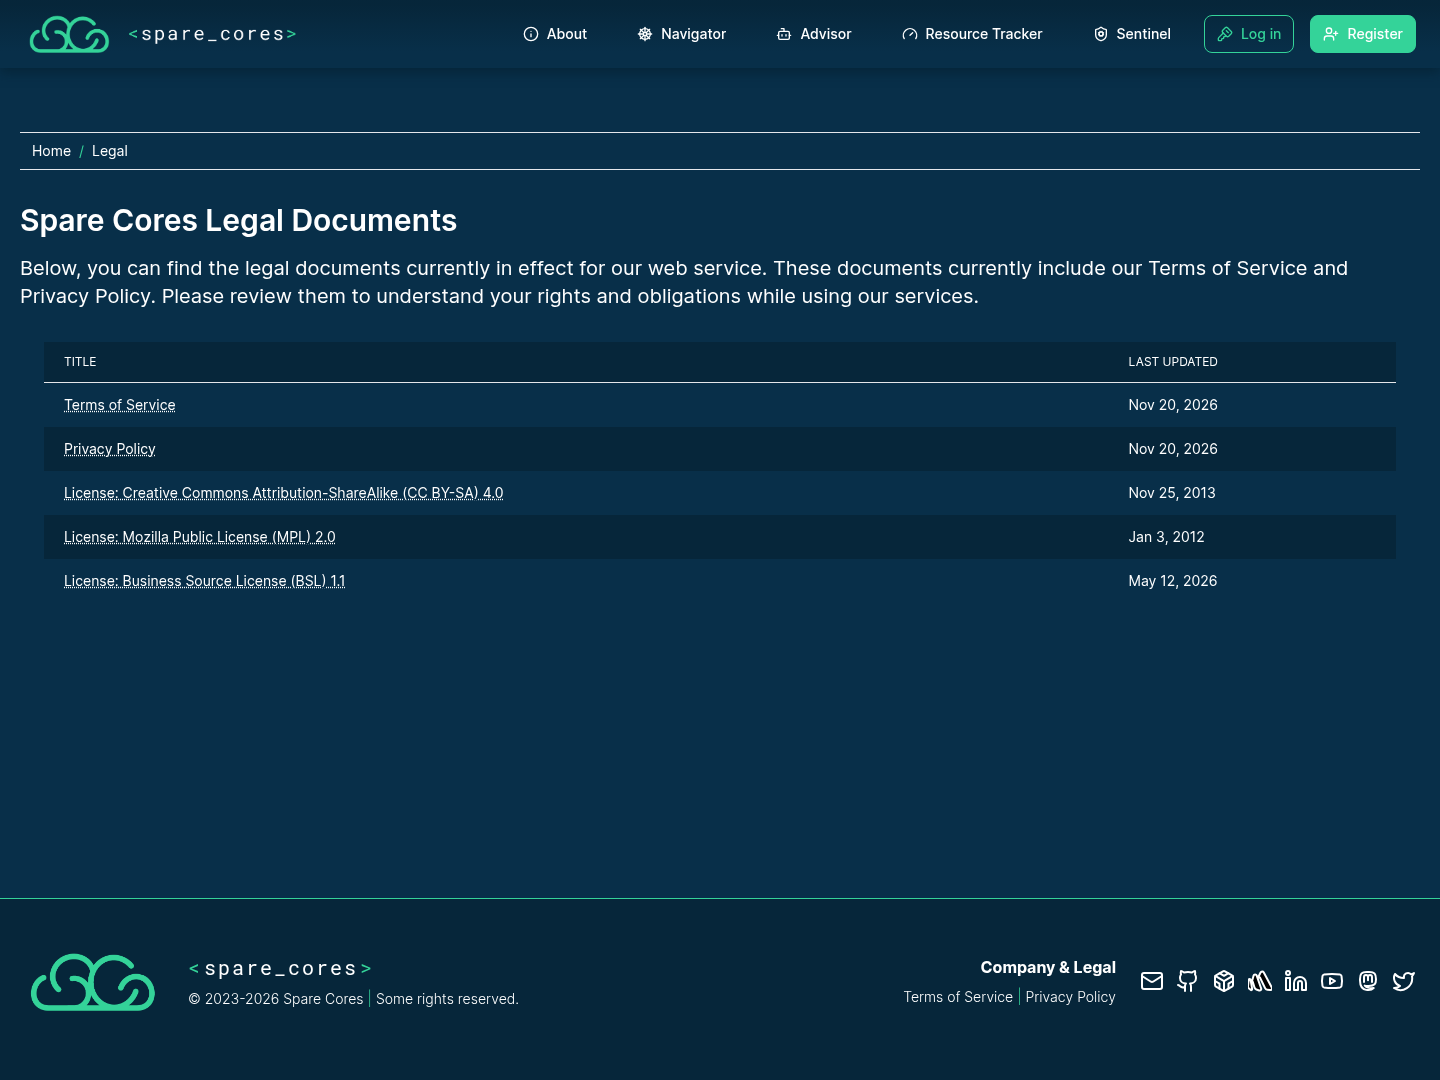 <spare_cores>
About
Navigator
Advisor
Resource Tracker
Sentinel
Log in
Register
Home / Legal
Spare Cores Legal Documents
Below, you can find the legal documents currently in effect for our web service. These documents currently include our Terms of Service and
Privacy Policy. Please review them to understand your rights and obligations while using our services.
TITLE LAST UPDATED
Terms of Service Nov 20, 2026
Privacy Policy Nov 20, 2026
License: Creative Commons Attribution-ShareAlike (CC BY-SA) 4.0 Nov 25, 2013
License: Mozilla Public License (MPL) 2.0 Jan 3, 2012
License: Business Source License (BSL) 1.1 May 12, 2026
<spare_cores>
© 2023-2026 Spare Cores | Some rights reserved.
Company & Legal
Terms of Service | Privacy Policy